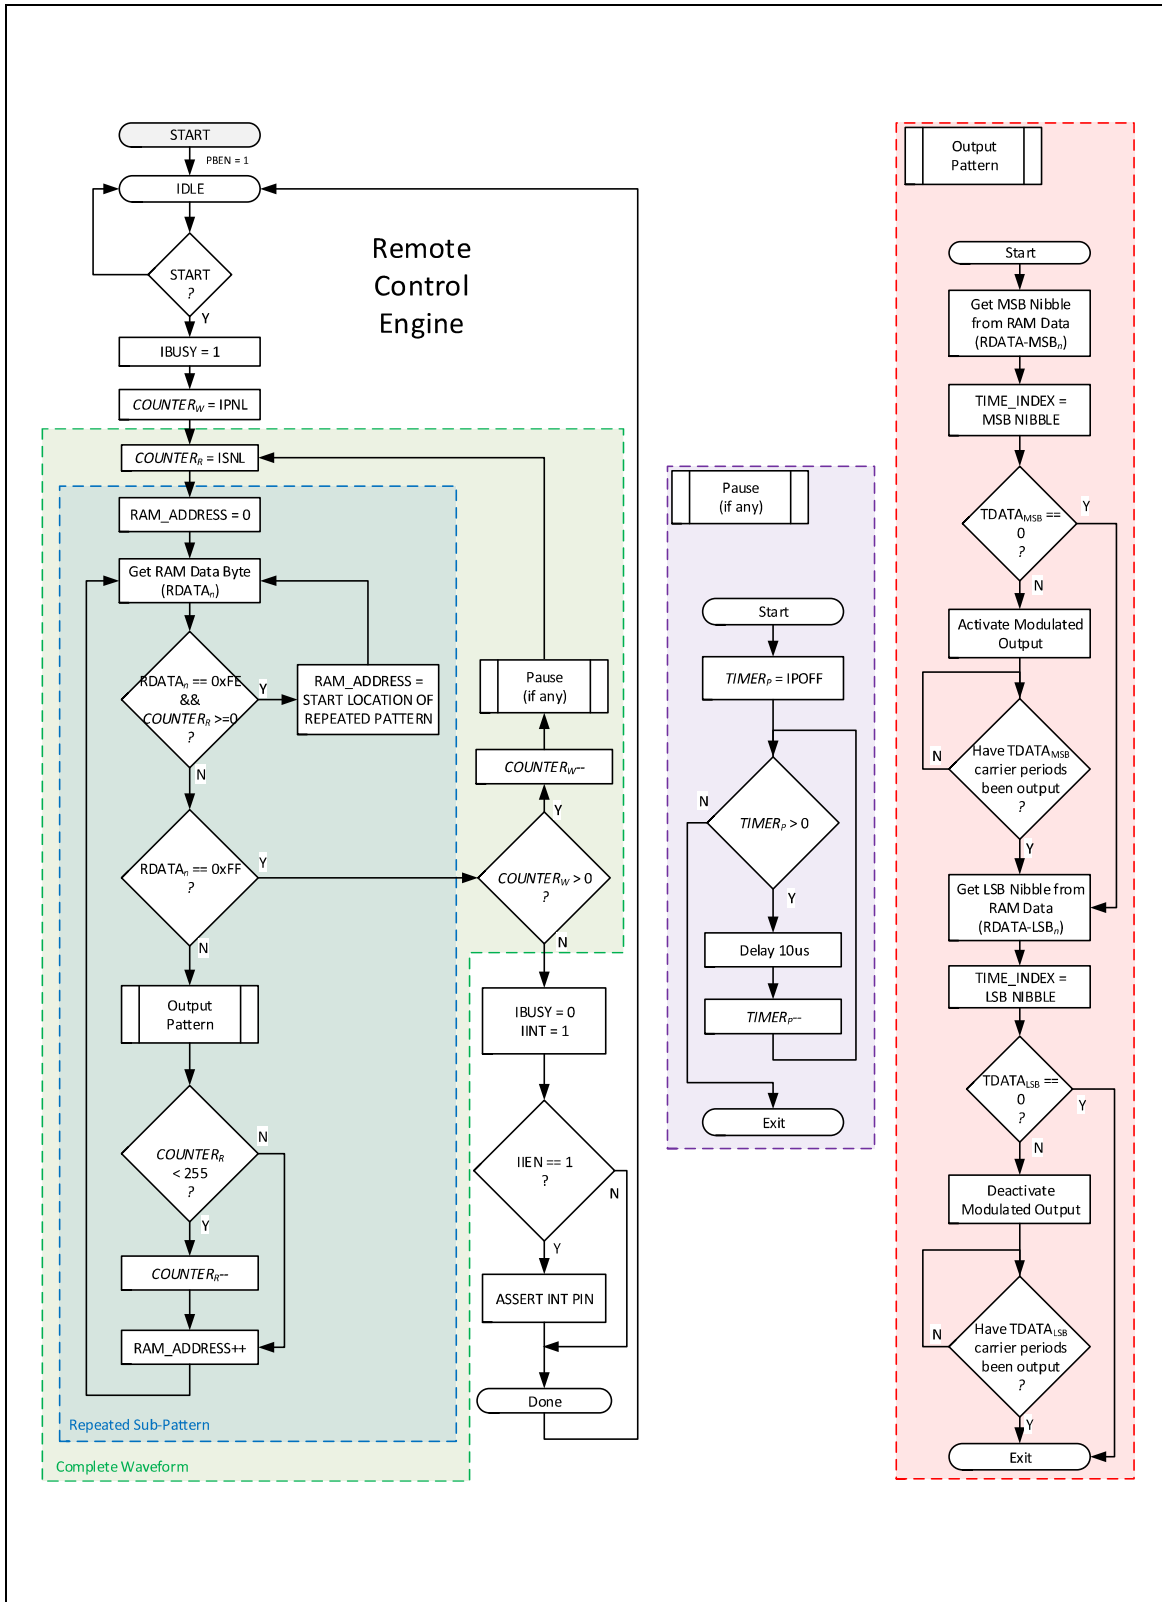 START
PBEN = 1
IDLE
START
?
Y
IBUSY = 1
COUNTERW = IPNL
Remote
Control
Engine
COUNTERR = ISNL
RAM_ADDRESS = 0
Get RAM Data Byte
(RDATAn)
RDATAn == 0xFE
&&
COUNTERR >=0
?
Y
N
RAM_ADDRESS =
START LOCATION OF
REPEATED PATTERN
RDATAn == 0xFF
?
Y
N
Output
Pattern
COUNTERR
< 255
?
N
Y
COUNTERR--
RAM_ADDRESS++
Repeated Sub-Pattern
Complete Waveform
Pause
(if any)
COUNTERW--
Y
COUNTERW > 0
?
N
IBUSY = 0
IINT = 1
IIEN == 1
?
N
Y
ASSERT INT PIN
Done
Pause
(if any)
Start
TIMERP = IPOFF
N
TIMERP > 0
Y
Delay 10us
TIMERP--
Exit
Output
Pattern
Start
Get MSB Nibble
from RAM Data
(RDATA-MSBn)
TIME_INDEX =
MSB NIBBLE
TDATAMSB ==
0
?
Y
N
Activate Modulated
Output
Have TDATAMSB
carrier periods
been output
?
N
Y
Get LSB Nibble from
RAM Data
(RDATA-LSBn)
TIME_INDEX =
LSB NIBBLE
TDATALSB ==
0
?
Y
N
Deactivate
Modulated Output
Have TDATALSB
carrier periods
been output
?
N
Y
Exit